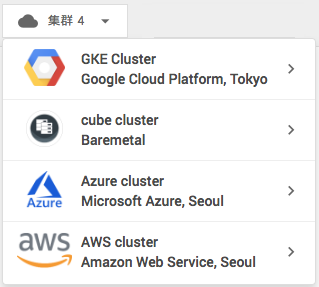 集群 4
GKE Cluster
Google Cloud Platform, Tokyo
cube cluster
Baremetal
Azure
Azure cluster
Microsoft Azure, Seoul
aws
AWS cluster
Amazon Web Service, Seoul